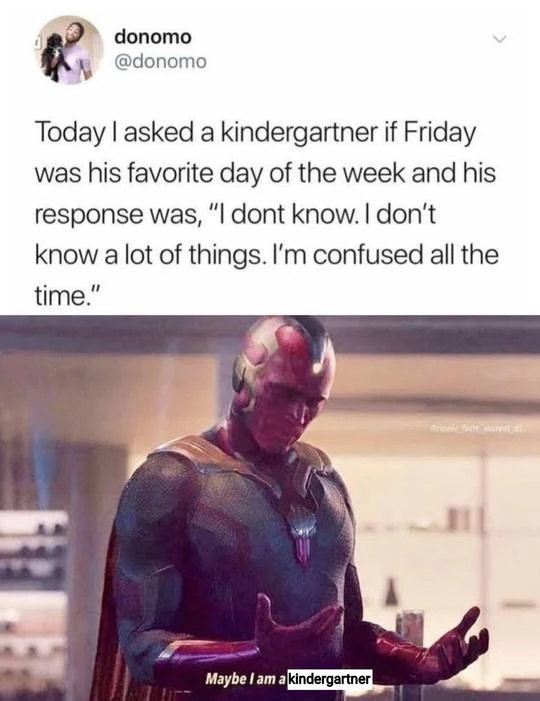 donomo
@donomo
Today I asked a kindergartner if Friday
was his favorite day of the week and his
response was, "I dont know. I don't
know a lot of things. I'm confused all the
time."
Maybe I am a kindergartner